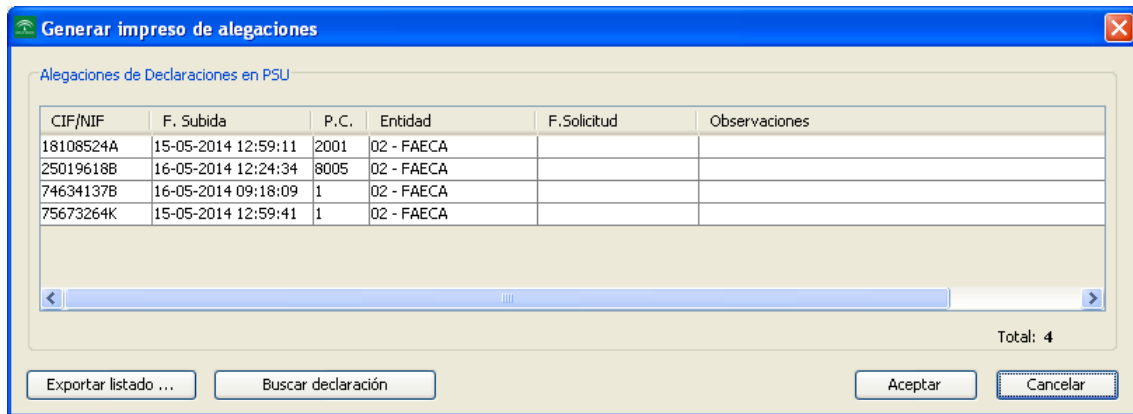 Generar impreso de alegaciones
Alegaciones de Declaraciones en PSU
CIF/NIF F. Subida P.C. Entidad F.Solicitud Observaciones
18108524A 15-05-2014 12:59:11 2001 02 - FAECA
25019618B 16-05-2014 12:24:34 8005 02 - FAECA
74634137B 16-05-2014 09:18:09 1 02 - FAECA
75673264K 15-05-2014 12:59:41 1 02 - FAECA
Total: 4
Exportar listado ... Buscar declaración Aceptar Cancelar